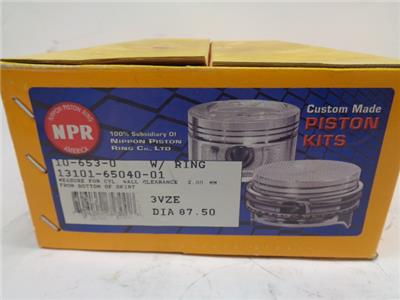 NIPPON PISTON RING
NPR
AMERICA
100% Subsidiary Of
NIPPON PISTON
RING CO., LTD
Custom Made
PISTON
KITS
10-653-0 W/ RING
13101-65040-01
MEASURE FOR CYL. WALL CLEARANCE 2.00 MM
FROM BOTTOM OF SKIRT
3VZE
DIA 87.50